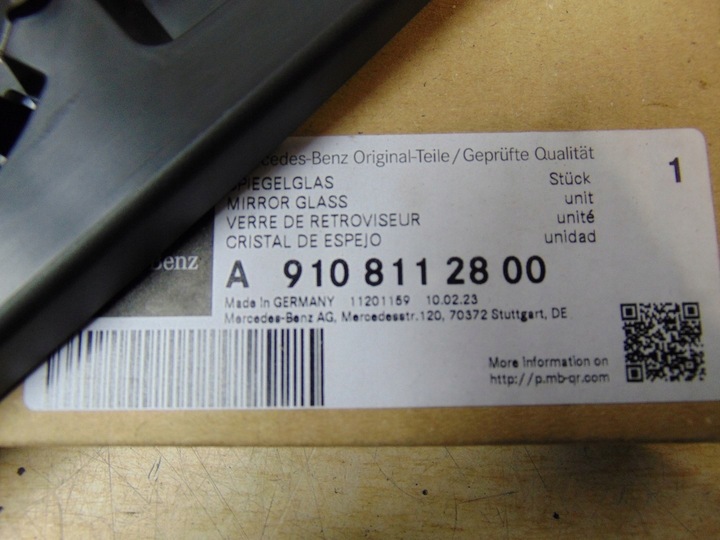 cedes-Benz Original-Teile/Geprüfte Qualität
1
SPIEGELGLAS Stück
MIRROR GLASS unit
VERRE DE RETROVISEUR unité
CRISTAL DE ESPEJO unidad
Benz
A 910 811 28 00
Made in GERMANY 11201159 10.02.23
Mercedes-Benz AG, Mercedesstr.120, 70372 Stuttgart, DE
More information on
http://p.mb-qr.com